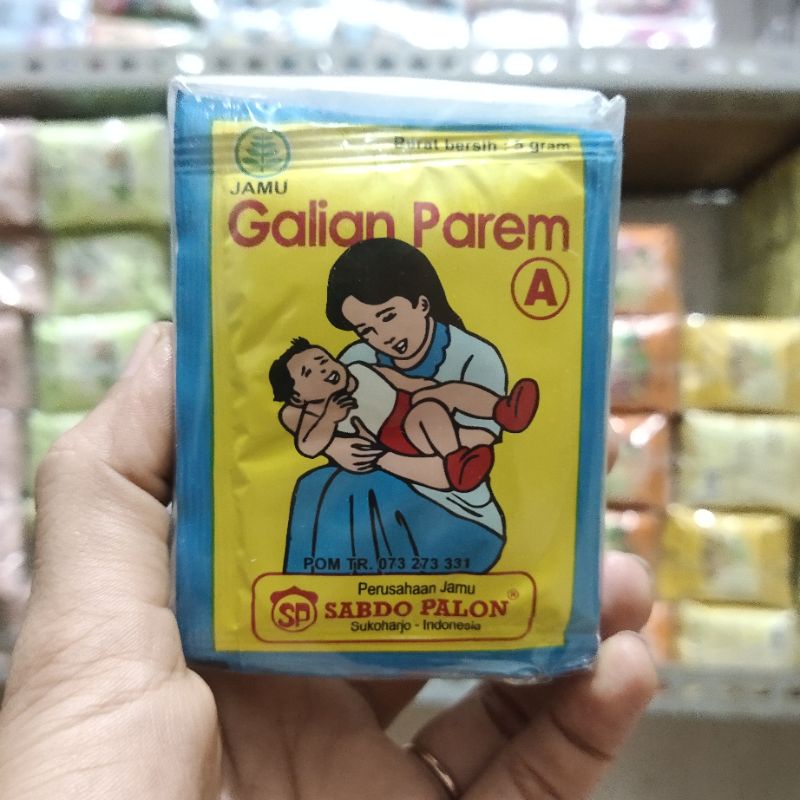 Berat bersih : 5 gram
JAMU
Galian Parem
A
POM TR. 073 273 331
Perusahaan Jamu
SP SABDO PALON®
Sukoharjo - Indonesia